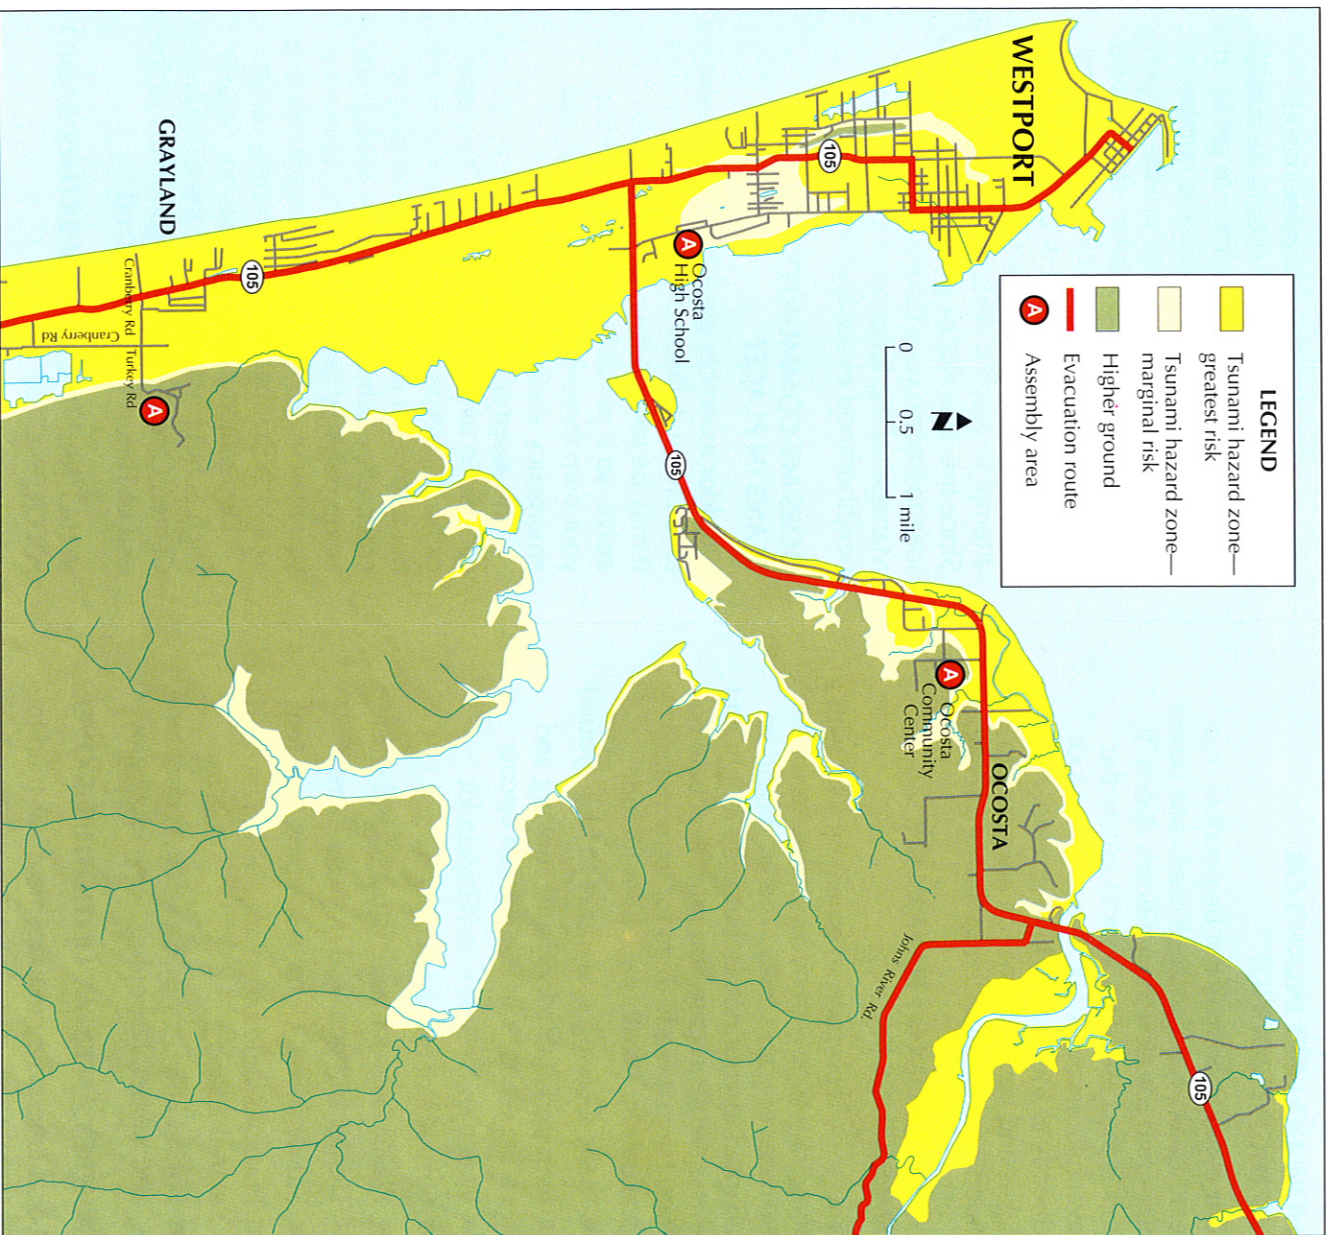 WESTPORT
GRAYLAND
OCOSTA
105
105
105
105
Ocosta
High School
Ocosta
Community
Center
Cranberry Rd
Cranberry Rd
Turkey Rd
Johns River Rd.
A
A
A
LEGEND
Tsunami hazard zone—
greatest risk
Tsunami hazard zone—
marginal risk
Higher ground
Evacuation route
A
Assembly area
N
0
0.5
1 mile